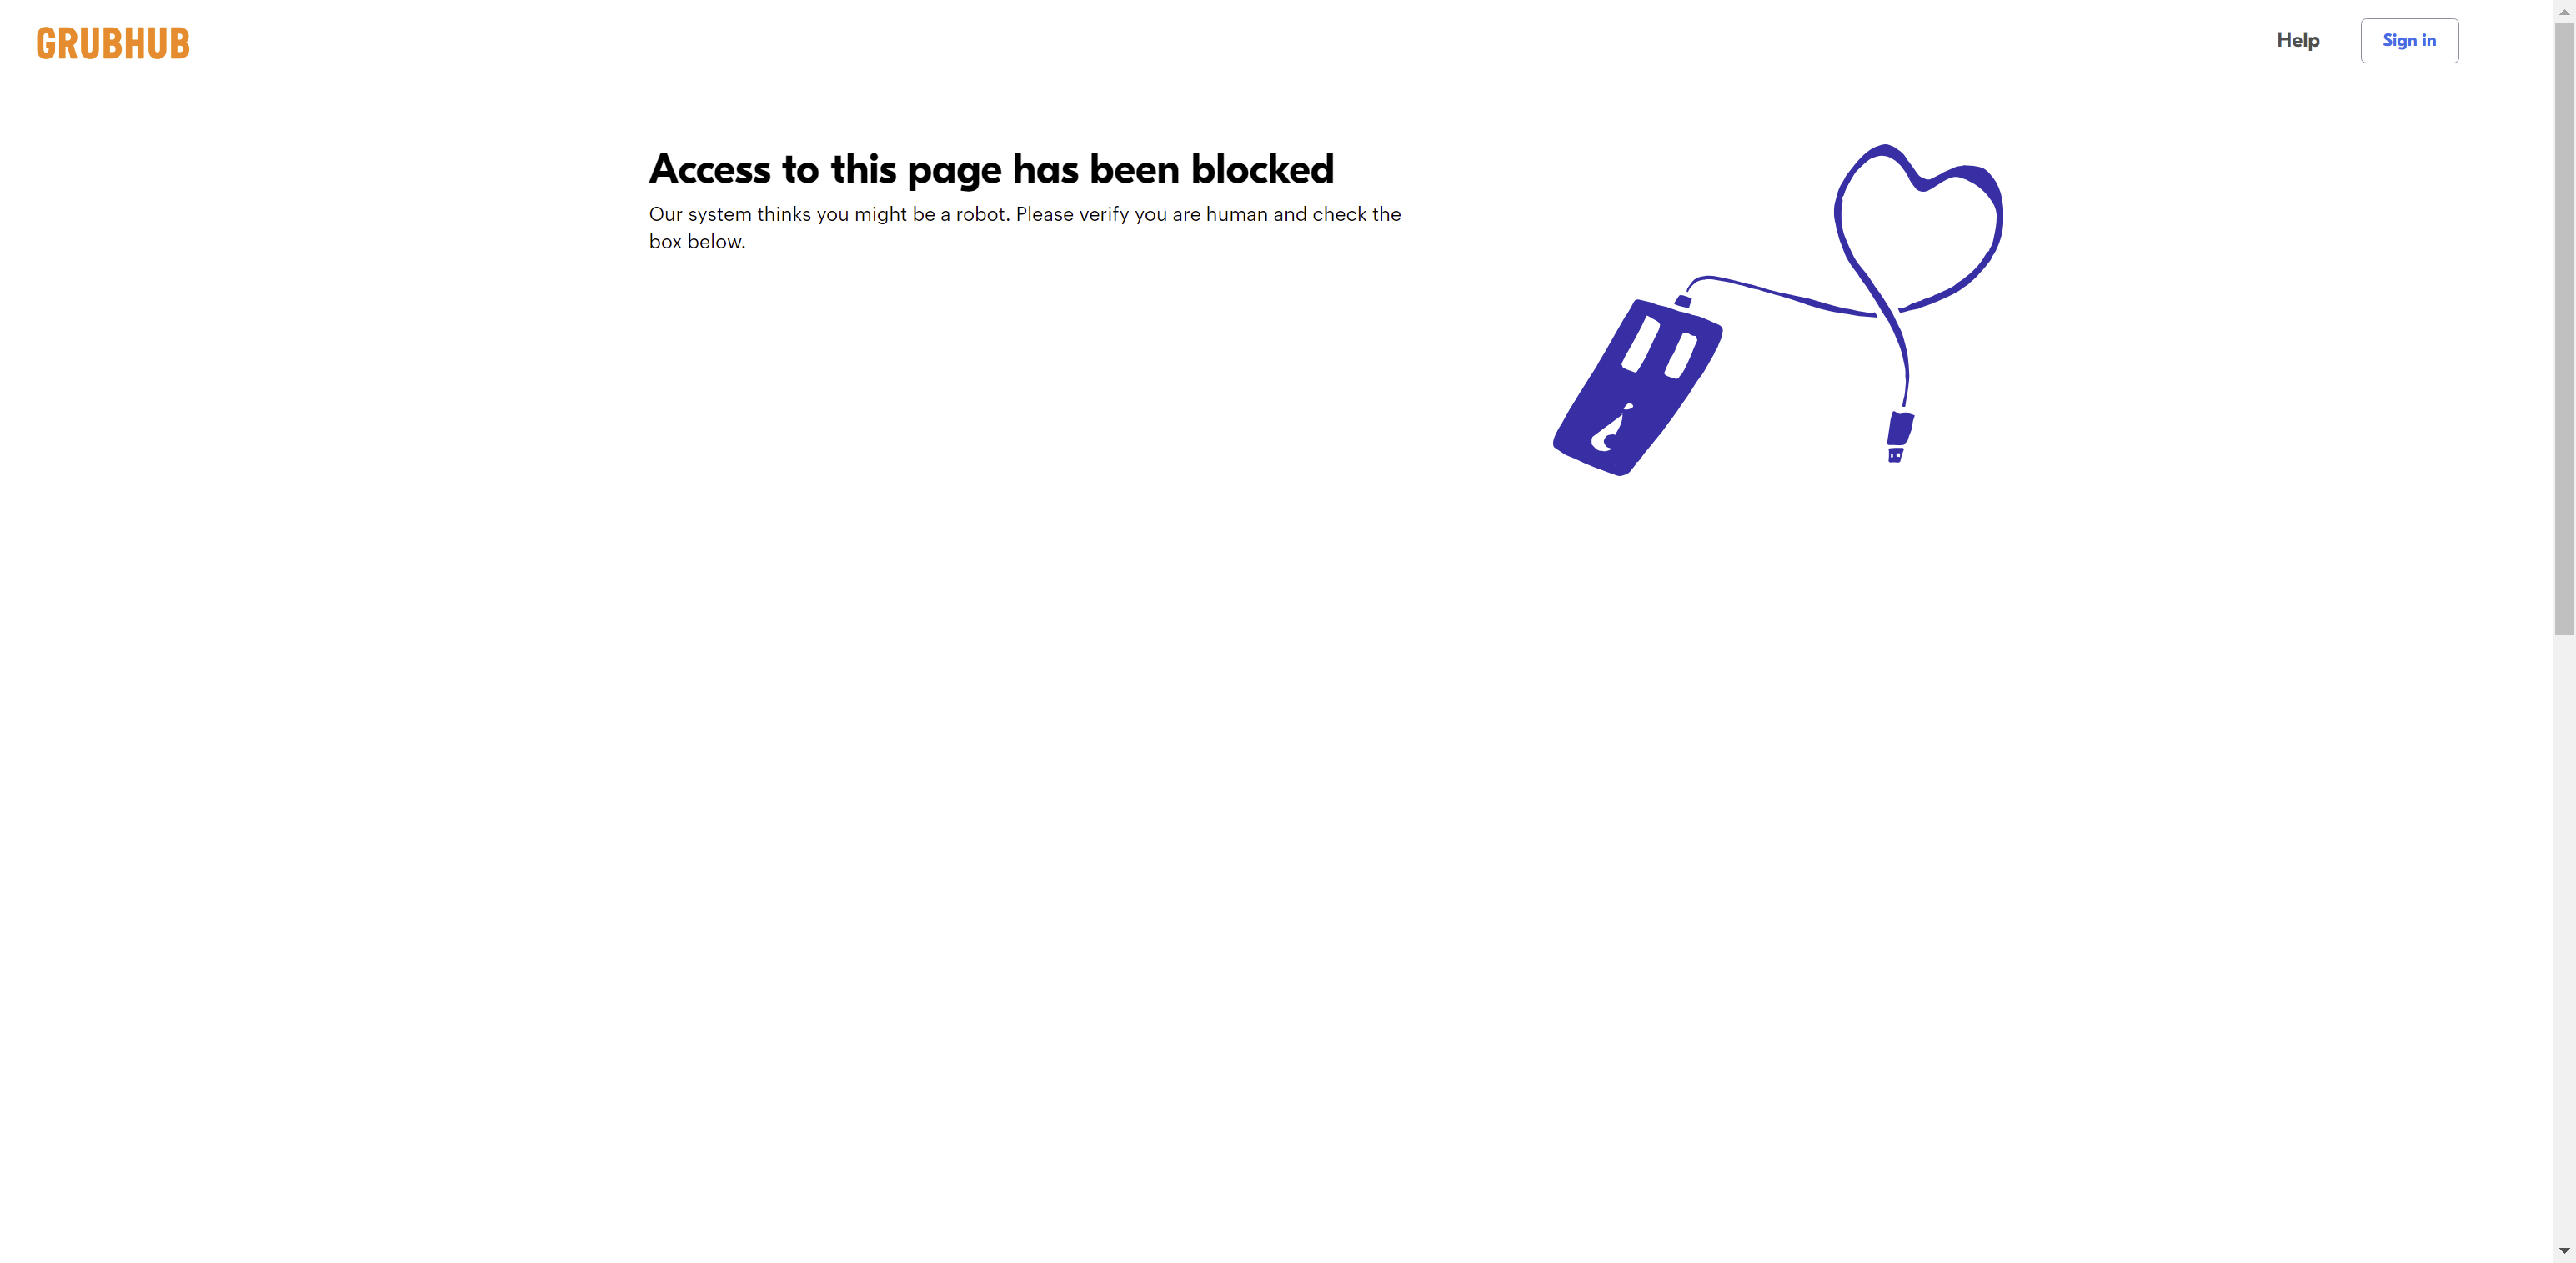 GRUBHUB
Help
Sign in
Access to this page has been blocked
Our system thinks you might be a robot. Please verify you are human and check the
box below.